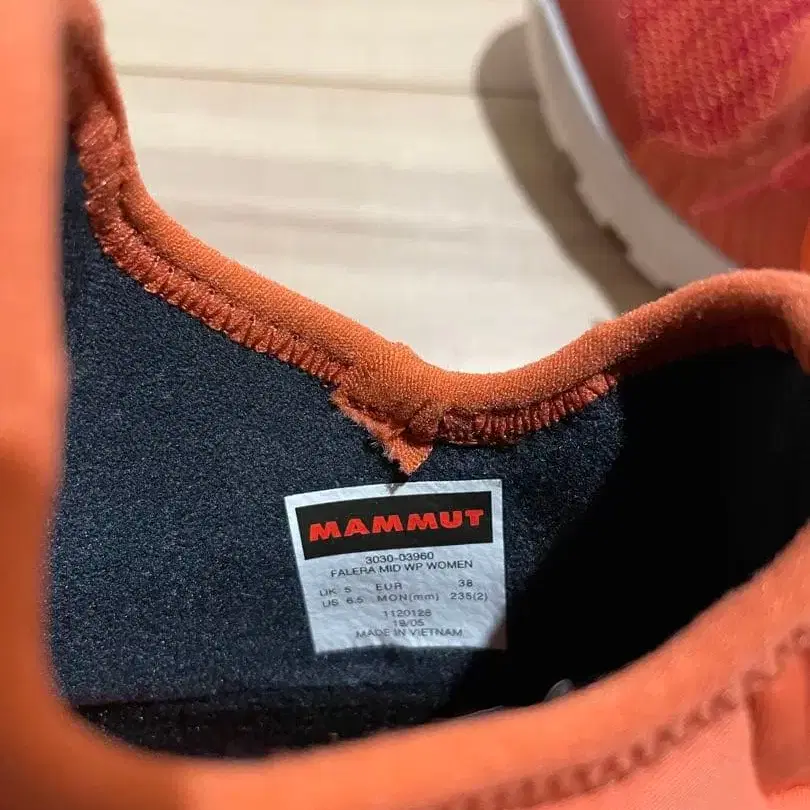 MAMMUT
3030-03960
FALERA MID WP WOMEN
UK 5 EUR 38
US 6.5 MON(mm) 235(2)
1120128
19/05
MADE IN VIETNAM